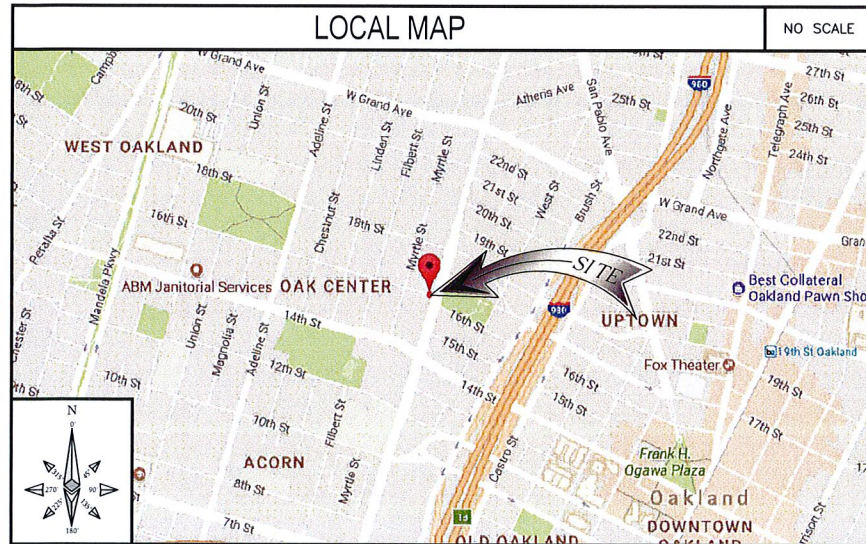 LOCAL MAP
NO SCALE
W Grand Ave
Union St
20th St
WEST OAKLAND
18th St
16th St
Peralta St
Mandela Pkwy
ABM Janitorial Services
OAK CENTER
Adeline St
Linden St
Filbert St
Myrtle St
W Grand Ave
Chestnut St
18th St
Myrtle St
22nd St
21st St
20th St
19th St
West St
Brush St
Athens Ave
25th St
San Pablo Ave
980
Northgate Ave
Telegraph Ave
27th St
26th St
25th St
24th St
W Grand Ave
22nd St
21st St
SITE
Best Collateral
Oakland Pawn Sho
980
UPTOWN
19th St Oakland
Fox Theater
19th St
17th St
16th St
15th St
14th St
16th St
15th St
14th St
12th St
Union St
Magnolia St
Adeline St
10th St
10th St
Filbert St
ACORN
8th St
Myrtle St
7th St
Castro St
Frank H.
Ogawa Plaza
Oakland
DOWNTOWN
OAKLAND
OLD OAKLAND
N
0°
45°
90°
135°
180°
225°
270°
315°